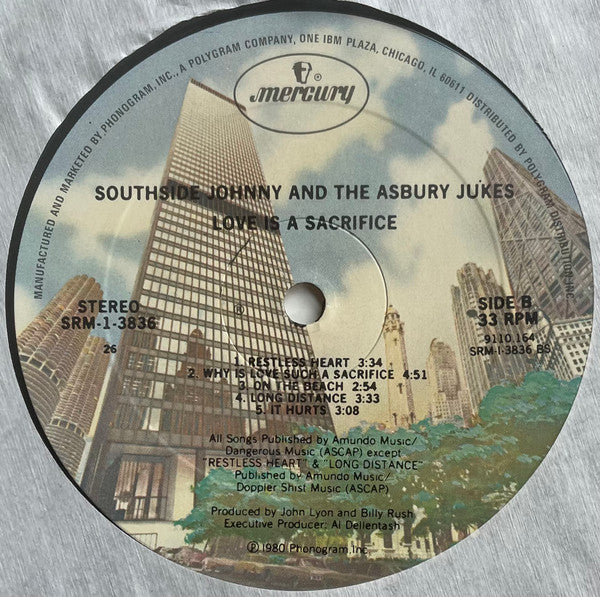 MANUFACTURED AND MARKETED BY PHONOGRAM, INC., A POLYGRAM COMPANY, ONE IBM PLAZA, CHICAGO, IL 60611 DISTRIBUTED BY POLYGRAM DISTRIBUTION, INC.
mercury ®
SOUTHSIDE JOHNNY AND THE ASBURY JUKES
LOVE IS A SACRIFICE
STEREO
SRM-1-3836
26
℗
SIDE B
33 RPM
9110.164
SRM-1-3836 BS
1. RESTLESS HEART 3:34
2. WHY IS LOVE SUCH A SACRIFICE 4:51
3. ON THE BEACH 2:54
4. LONG DISTANCE 3:33
5. IT HURTS 3:08
All Songs Published by Amundo Music/
Dangerous Music (ASCAP) except
"RESTLESS HEART" & "LONG DISTANCE"
Published by Amundo Music/
Doppler Shist Music (ASCAP)
Produced by John Lyon and Billy Rush
Executive Producer: Al Dellentash
℗ 1980 Phonogram, Inc.